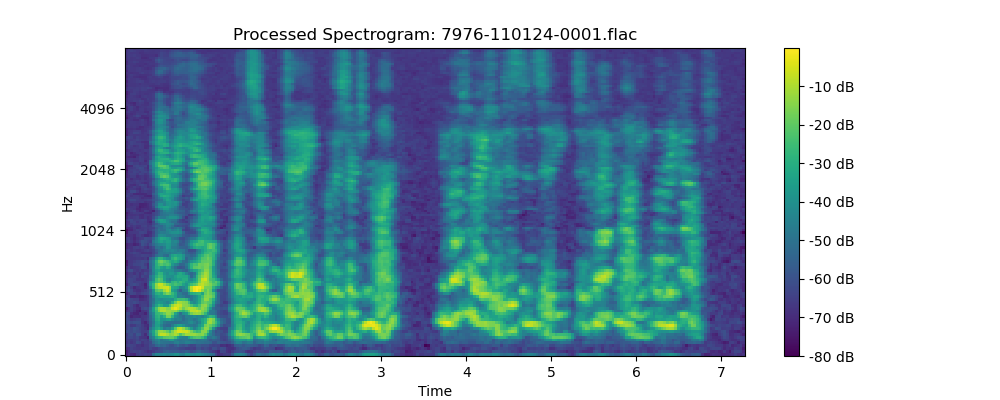 Processed Spectrogram: 7976-110124-0001.flac
Hz
4096
2048
1024
512
0
0 1 2 3 4 5 6 7
Time
-10 dB
-20 dB
-30 dB
-40 dB
-50 dB
-60 dB
-70 dB
-80 dB